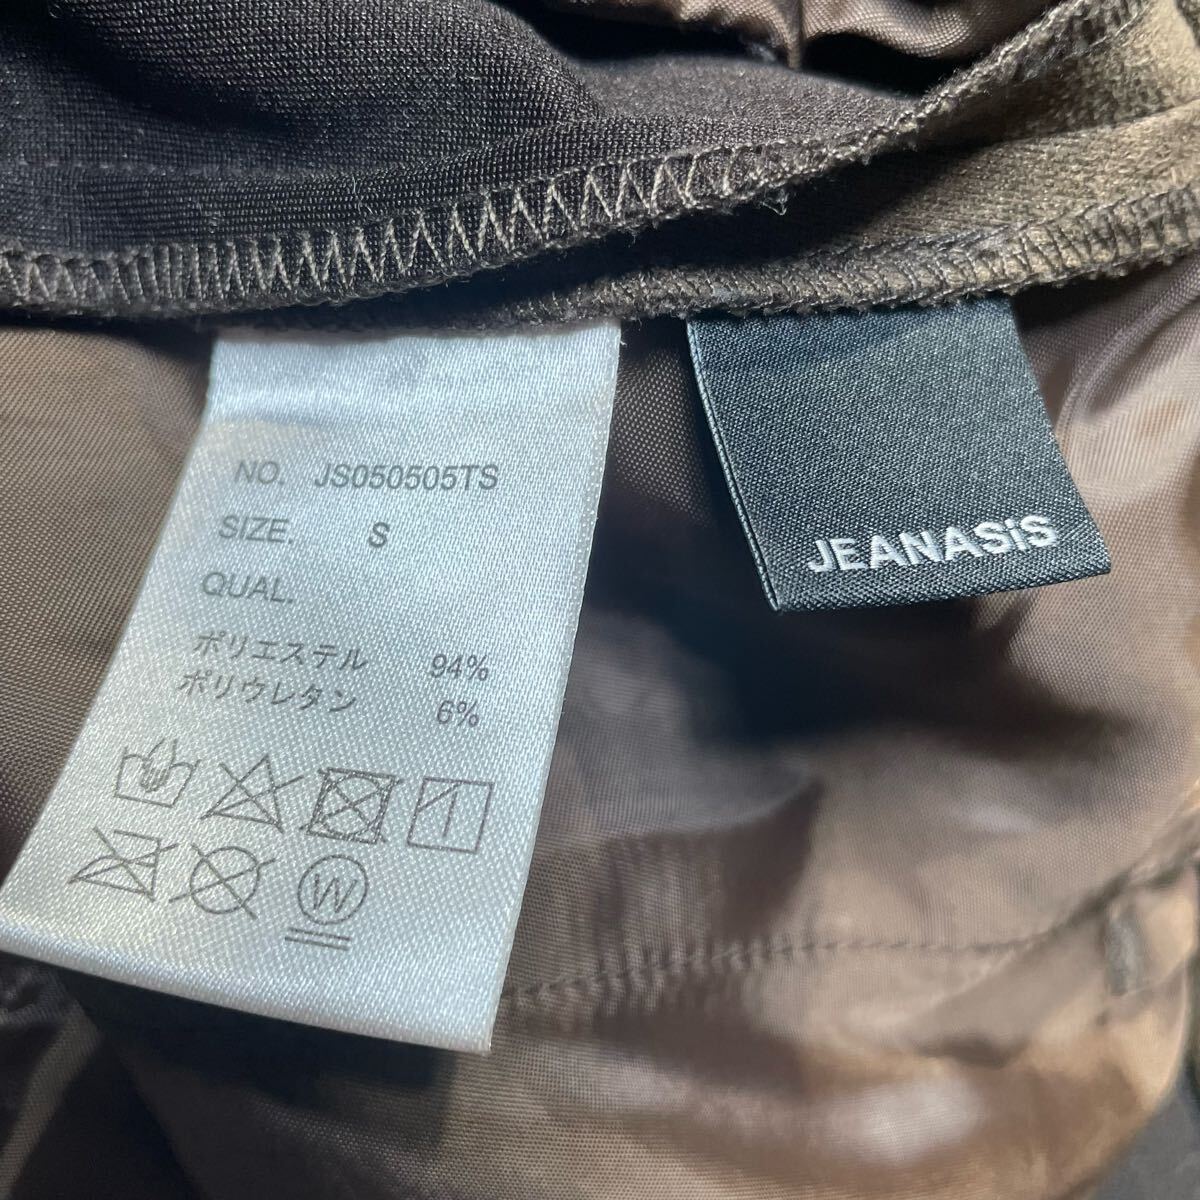 NO. JS050505TS
SIZE. S
QUAL.
ポリエステル 94%
ポリウレタン 6%
W
JEANASiS